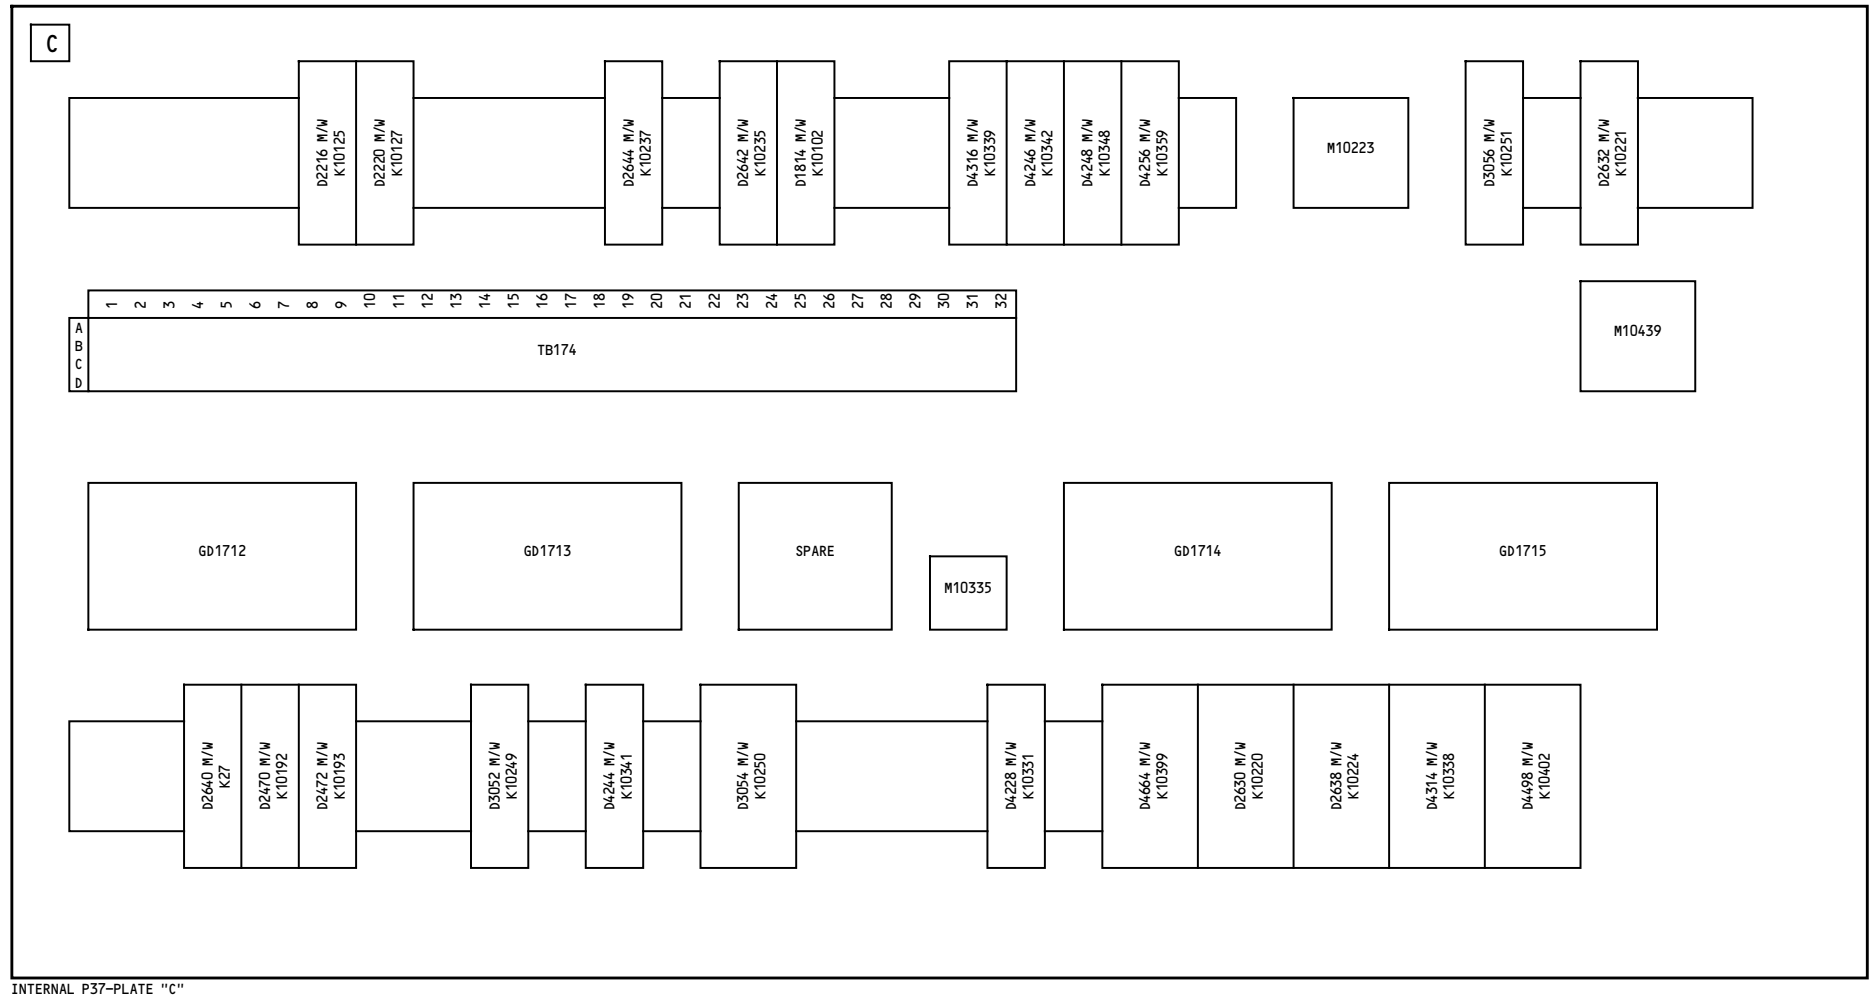 C
D2216 M/W
K10125
D2220 M/W
K10127
D2644 M/W
K10237
D2642 M/W
K10235
D1814 M/W
K10102
D4316 M/W
K10339
D4246 M/W
K10342
D4248 M/W
K10348
D4256 M/W
K10359
M10223
D3056 M/W
K10251
D2632 M/W
K10221
1 2 3 4 5 6 7 8 9 10 11 12 13 14 15 16 17 18 19 20 21 22 23 24 25 26 27 28 29 30 31 32
A
B
C
D
TB174
M10439
GD1712
GD1713
SPARE
M10335
GD1714
GD1715
D2640 M/W
K27
D2470 M/W
K10192
D2472 M/W
K10193
D3052 M/W
K10249
D4244 M/W
K10341
D3054 M/W
K10250
D4228 M/W
K10331
D4664 M/W
K10399
D2630 M/W
K10220
D2638 M/W
K10224
D4314 M/W
K10338
D4498 M/W
K10402
INTERNAL P37-PLATE "C"